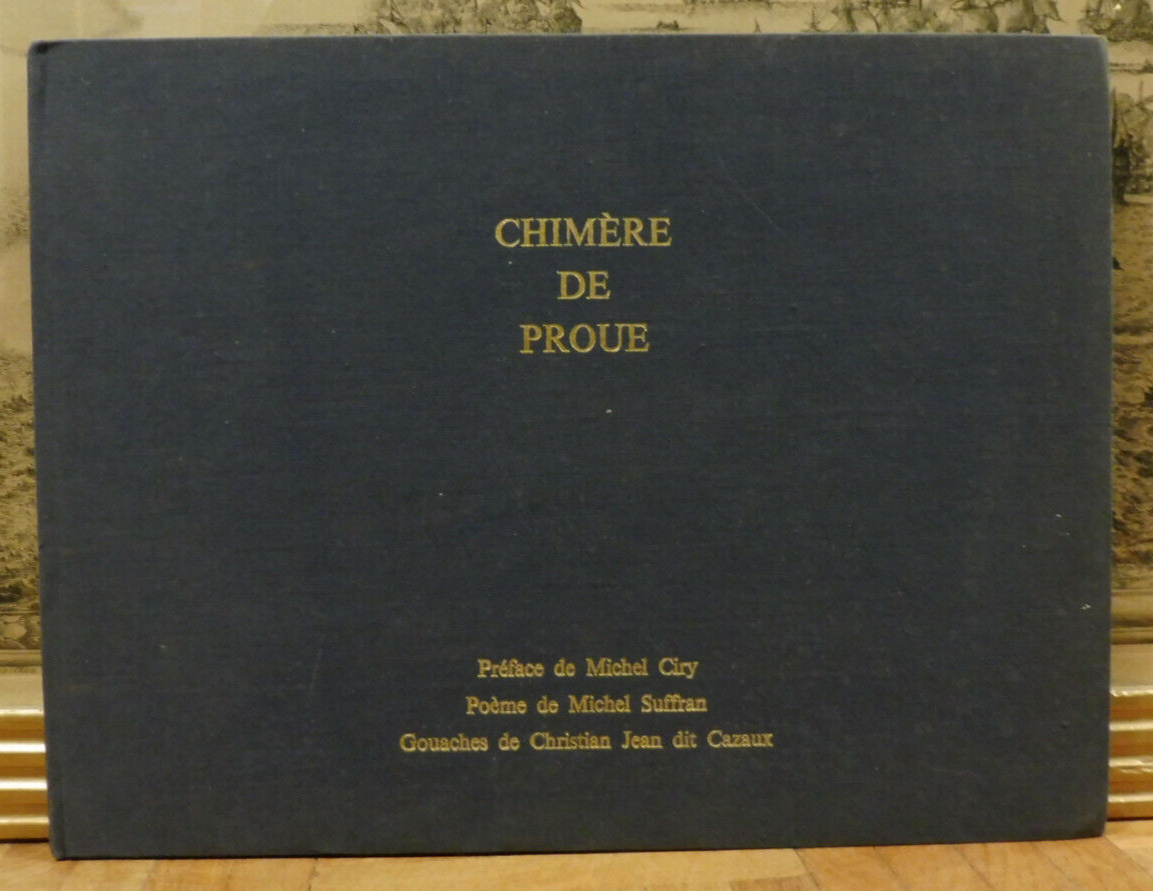 CHIMÈRE
DE
PROUE
Préface de Michel Ciry
Poème de Michel Suffran
Gouaches de Christian Jean dit Cazaux